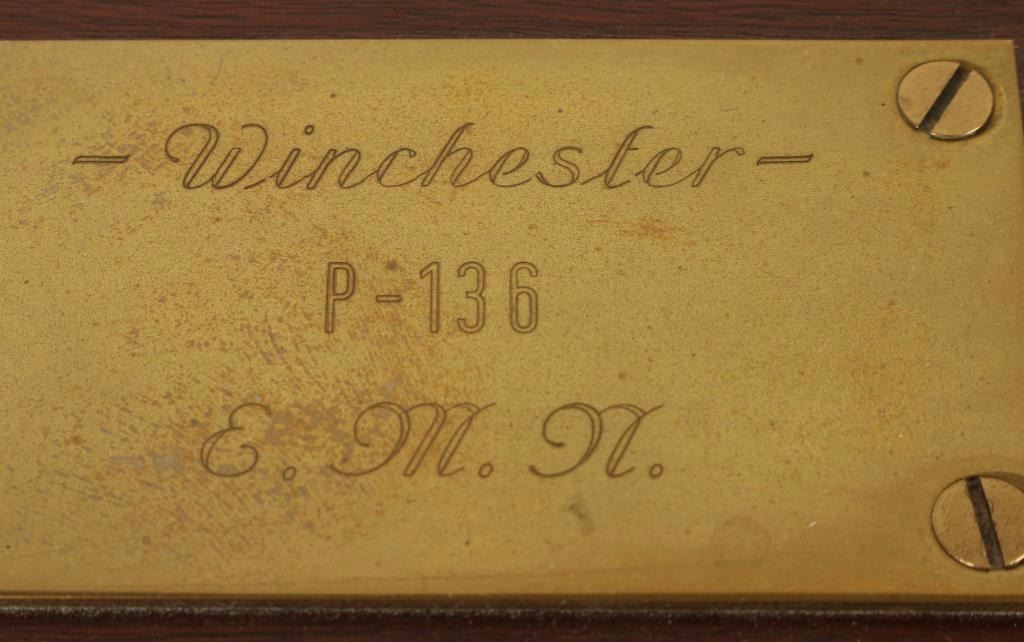 - Winchester -
P-136
E. M. N.